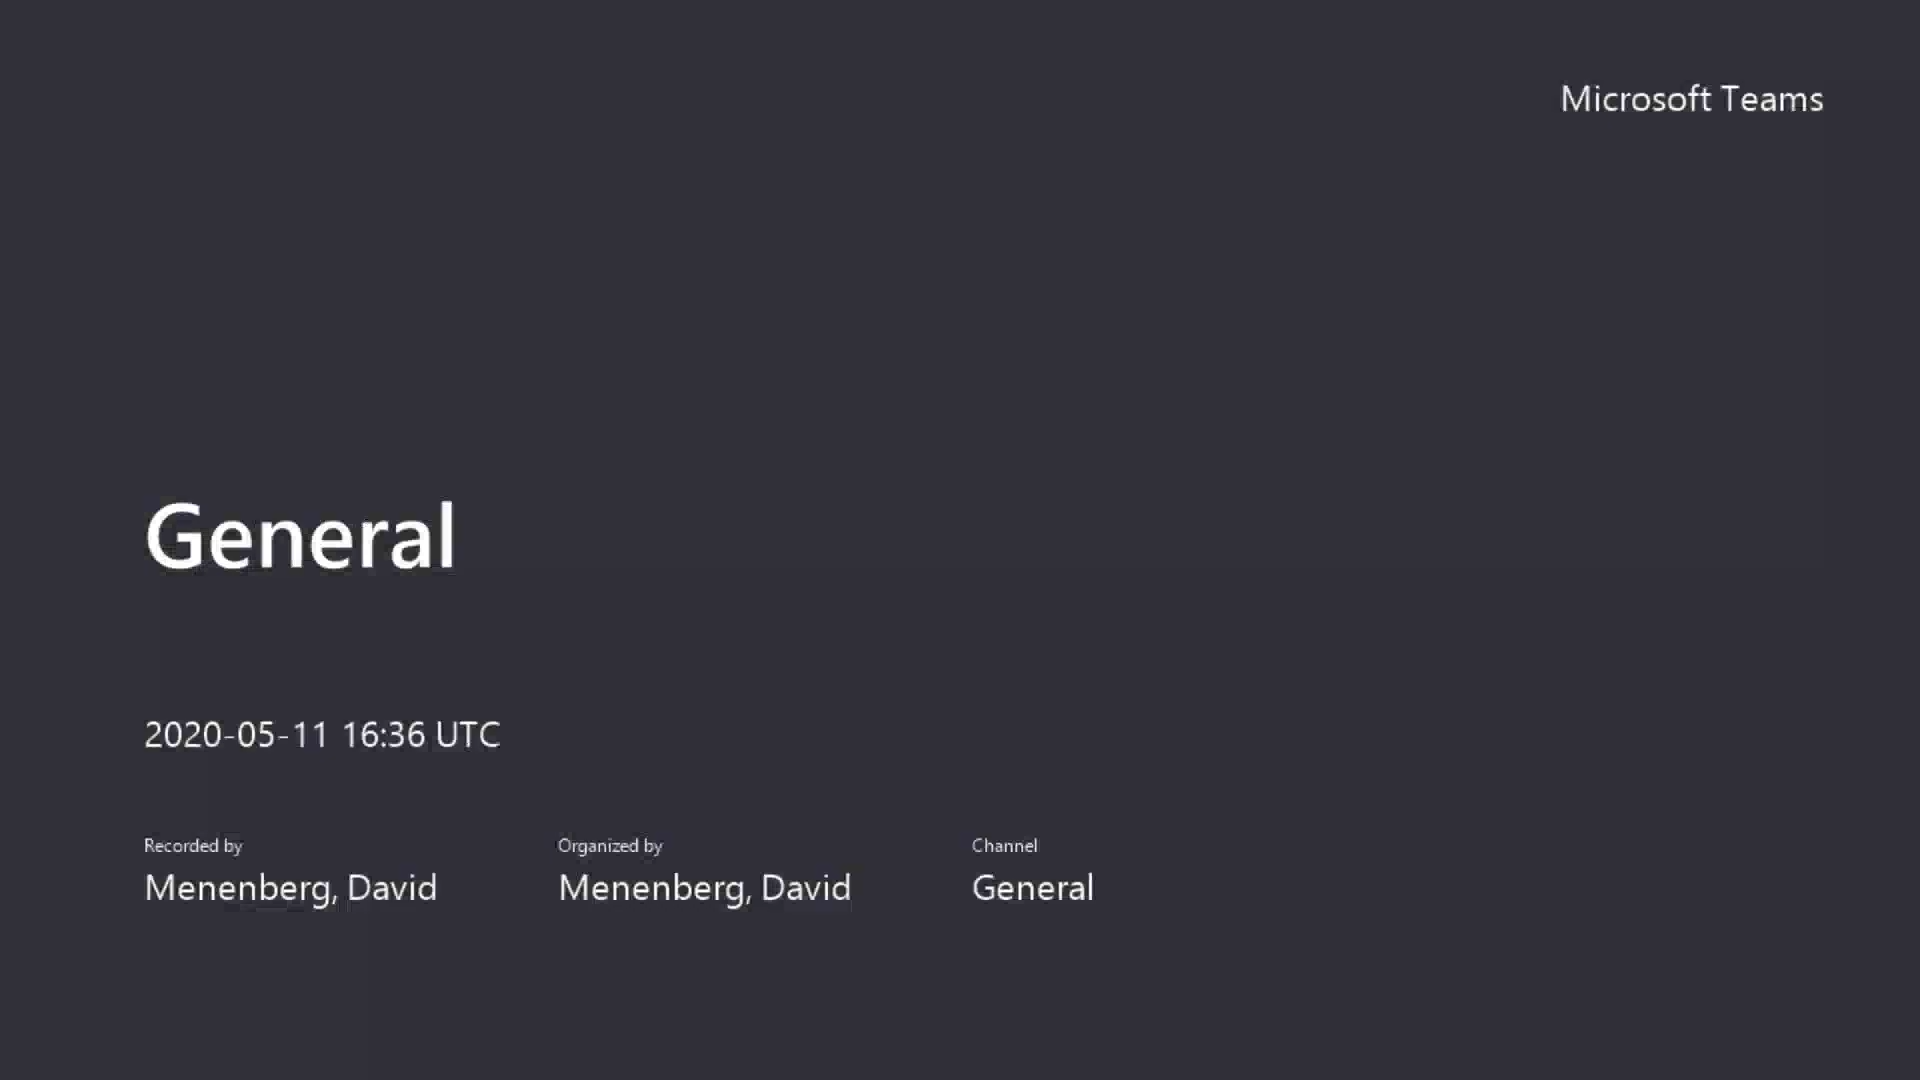 Microsoft Teams
General
2020-05-11 16:36 UTC
Recorded by Organized by Channel
Menenberg, David Menenberg, David General